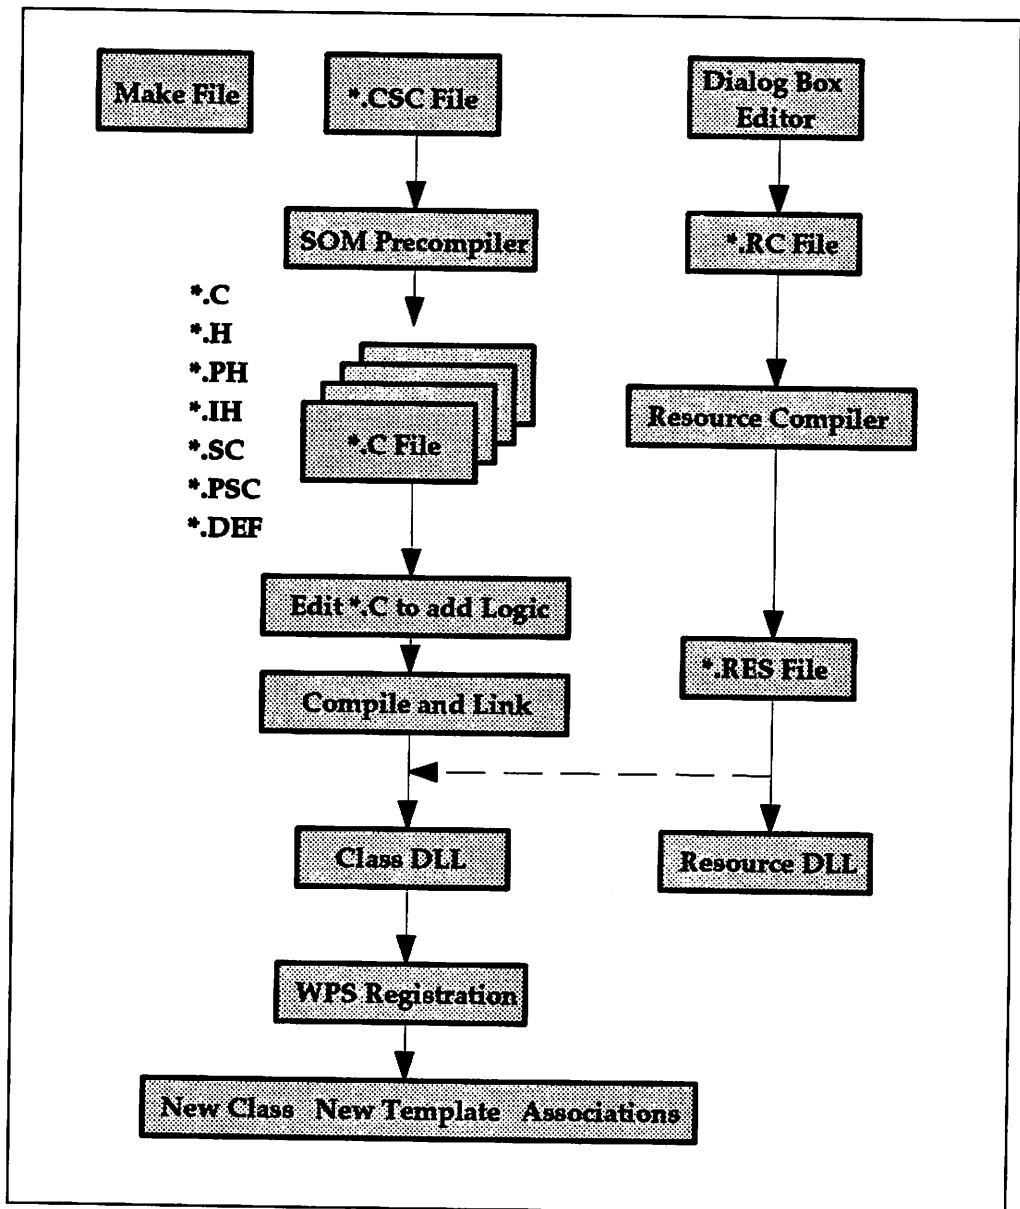 Make File
*.CSC File
Dialog Box
Editor
SOM Precompiler
*.RC File
*.C
*.H
*.PH
*.IH
*.SC
*.PSC
*.DEF
*.C File
Resource Compiler
Edit *.C to add Logic
*.RES File
Compile and Link
Class DLL
Resource DLL
WPS Registration
New Class New Template Associations